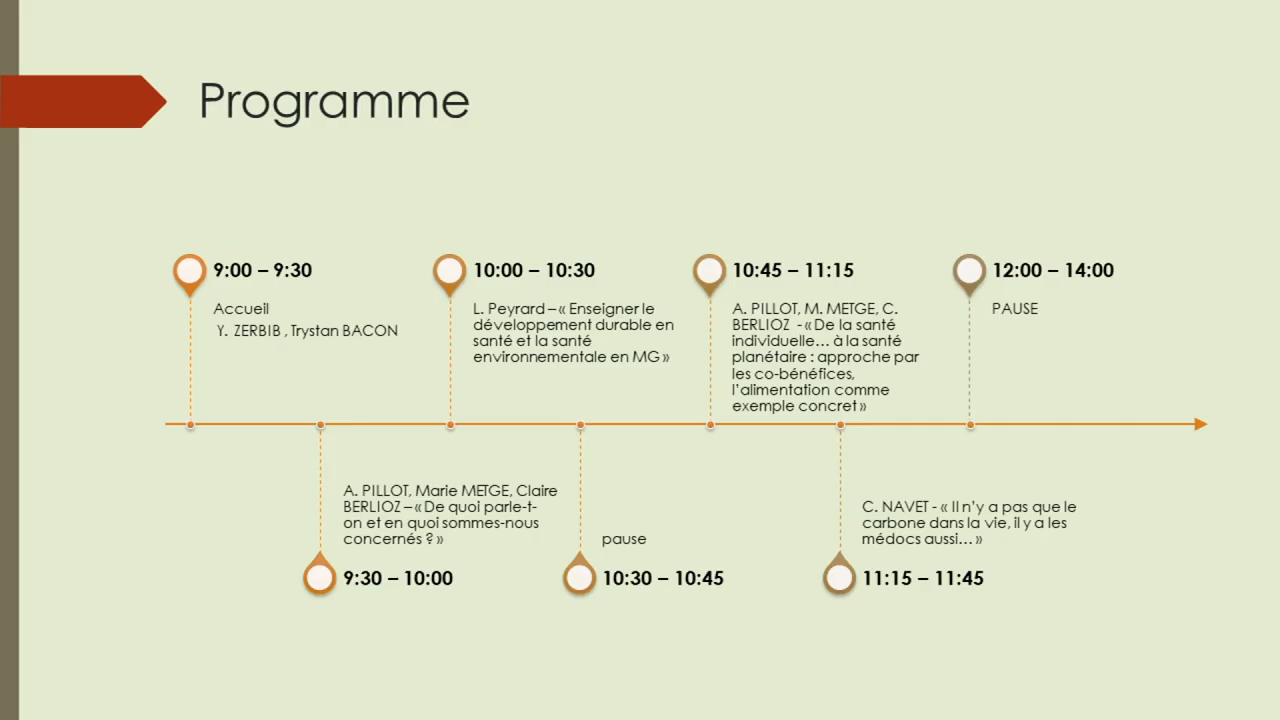 Programme
9:00 – 9:30
Accueil
Y. ZERBIB , Trystan BACON
10:00 – 10:30
L. Peyrard – « Enseigner le
développement durable en
santé et la santé
environnementale en MG »
10:45 – 11:15
A. PILLOT, M. METGE, C.
BERLIOZ - « De la santé
individuelle… à la santé
planétaire : approche par
les co-bénéfices,
l’alimentation comme
exemple concret »
12:00 – 14:00
PAUSE
A. PILLOT, Marie METGE, Claire
BERLIOZ – « De quoi parle-t-
on et en quoi sommes-nous
concernés ? »
9:30 – 10:00
pause
10:30 – 10:45
C. NAVET - « Il n’y a pas que le
carbone dans la vie, il y a les
médocs aussi… »
11:15 – 11:45